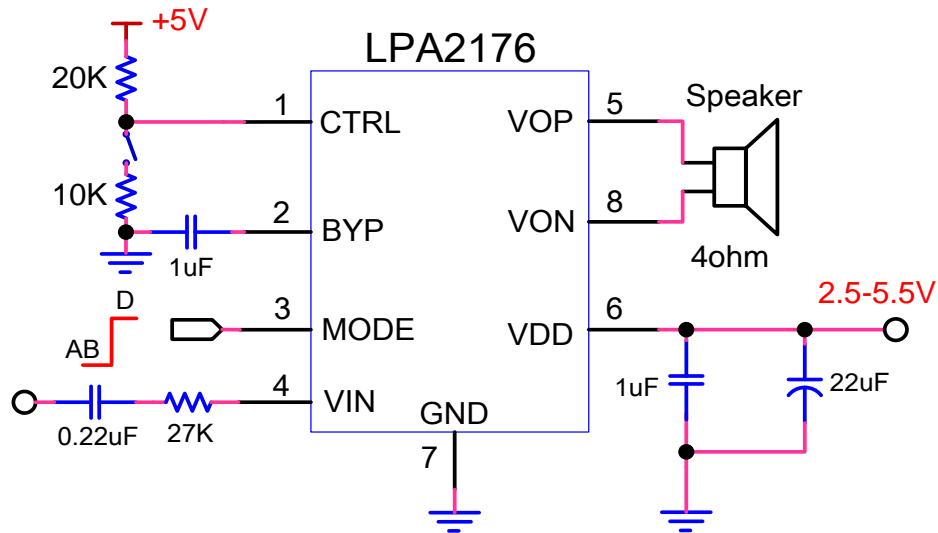 LPA2176
+5V
20K
1
CTRL
10K
2
BYP
1uF
D
AB
3
MODE
4
VIN
0.22uF
27K
GND
7
VOP
5
Speaker
VON
8
4ohm
VDD
6
2.5-5.5V
1uF
22uF